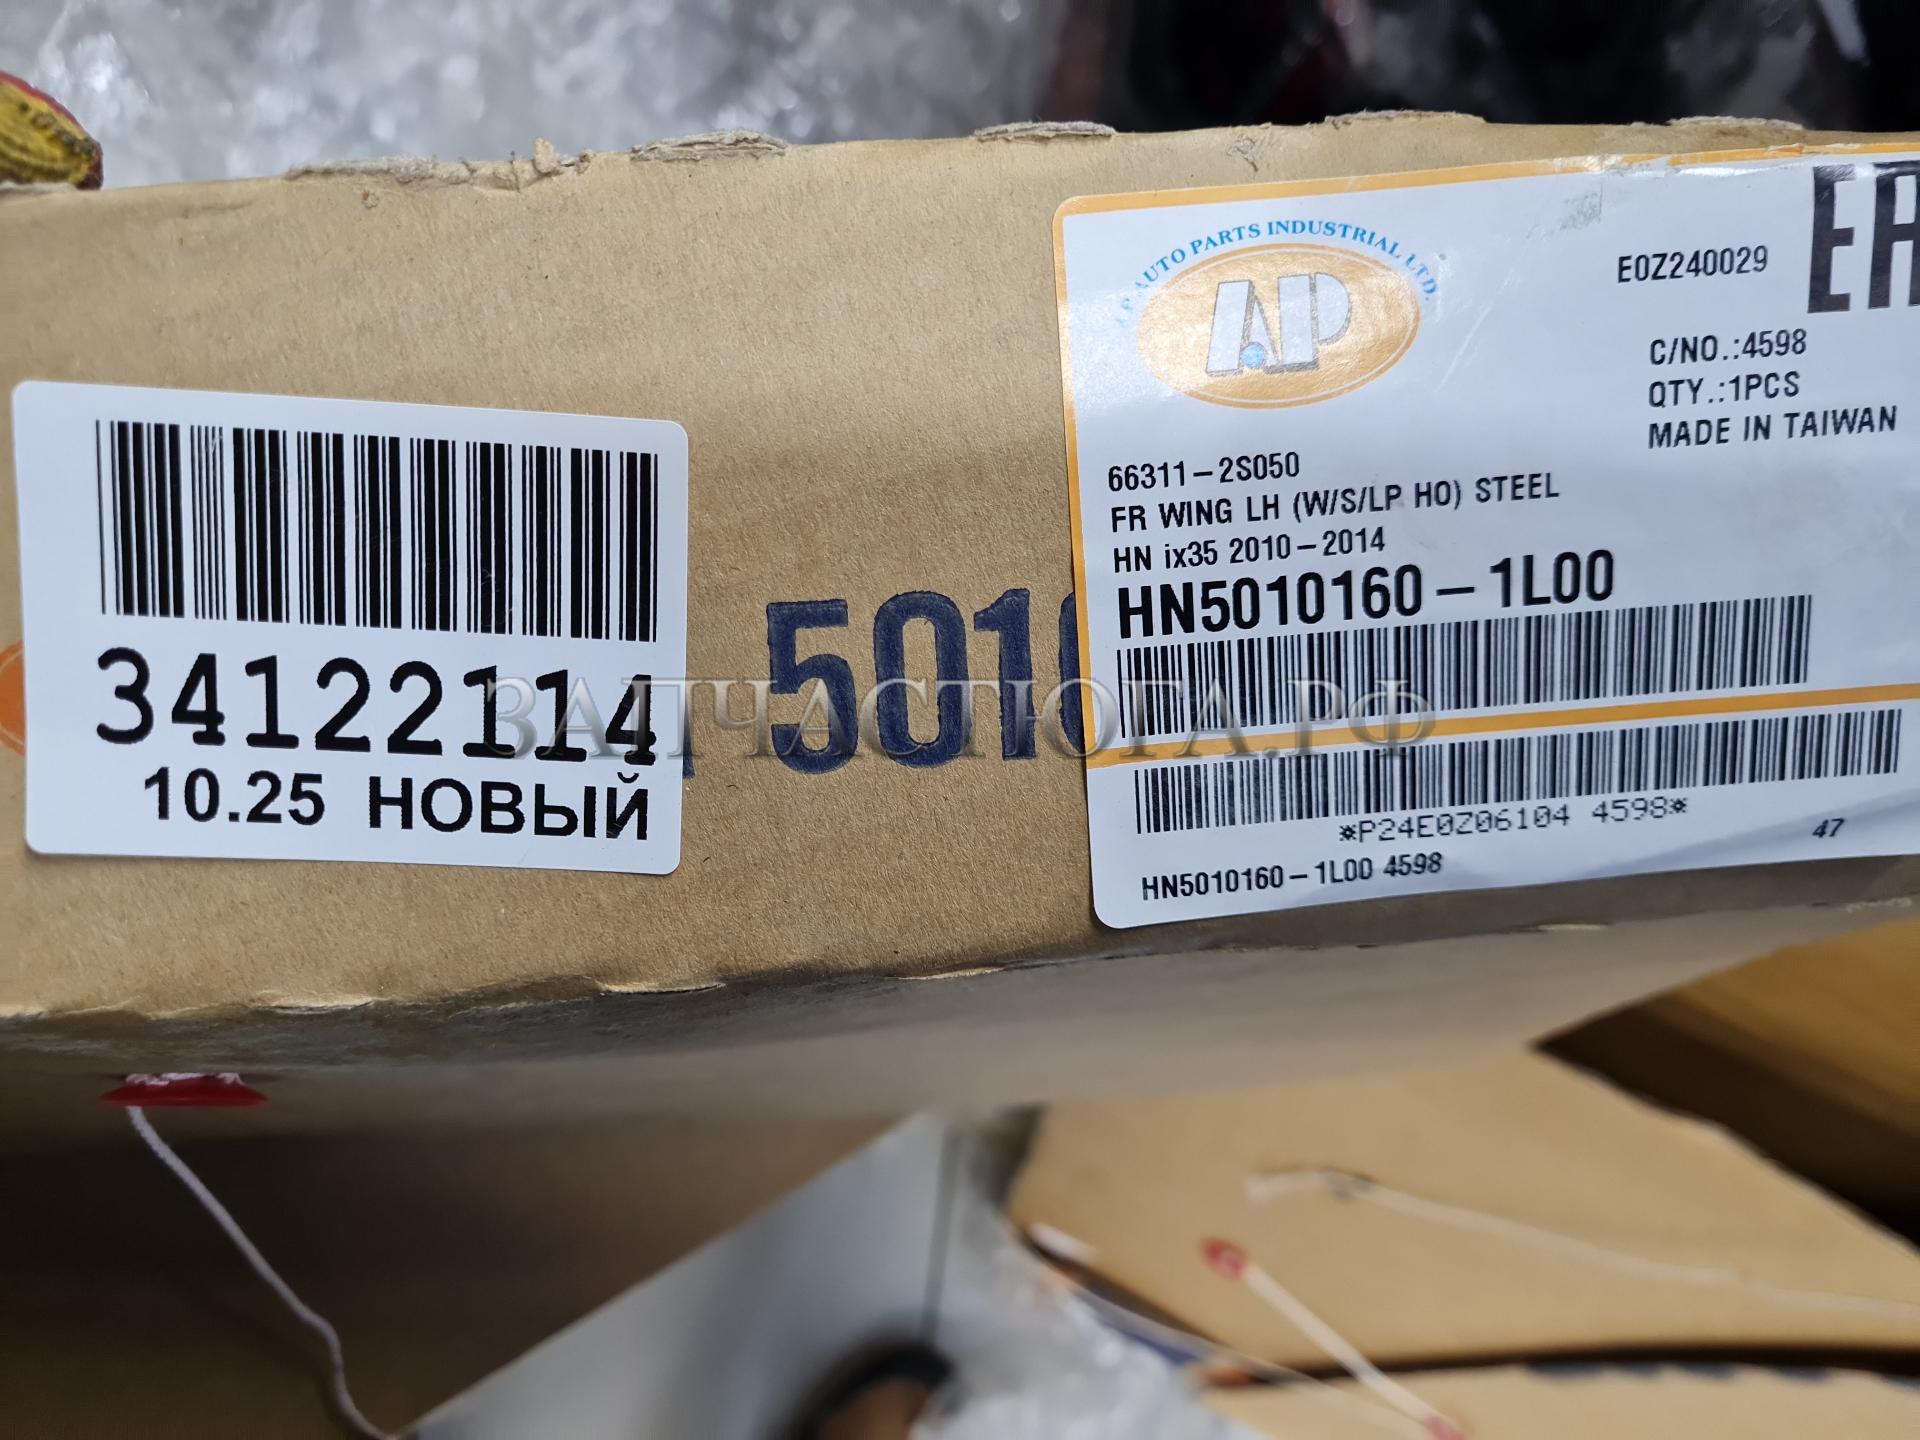 34122114
10.25 НОВЫЙ
5010
A.P. AUTO PARTS INDUSTRIAL LTD.
AP
E0Z240029
C/NO.:4598
QTY.:1PCS
MADE IN TAIWAN
66311-2S050
FR WING LH (W/S/LP HO) STEEL
HN ix35 2010-2014
HN5010160-1L00
*P24E0Z06104 4598*
HN5010160-1L00 4598
47
ЗАПЧАСТЮГА.РФ